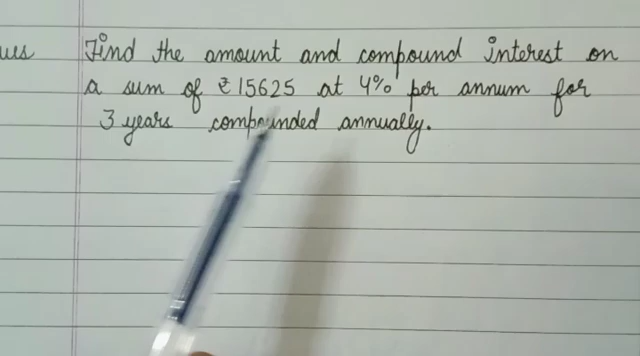 Find the amount and compound interest on
a sum of ₹15625 at 4% per annum for
3 years compounded annually.